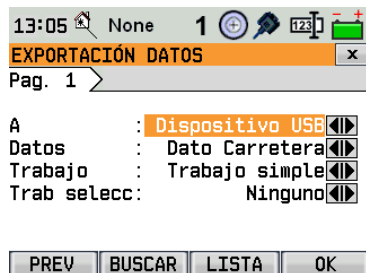 13:05 None 1 123
EXPORTACIÓN DATOS x
Pag. 1
A : Dispositivo USB
Datos : Dato Carretera
Trabajo : Trabajo simple
Trab selecc: Ninguno
PREV BUSCAR LISTA OK